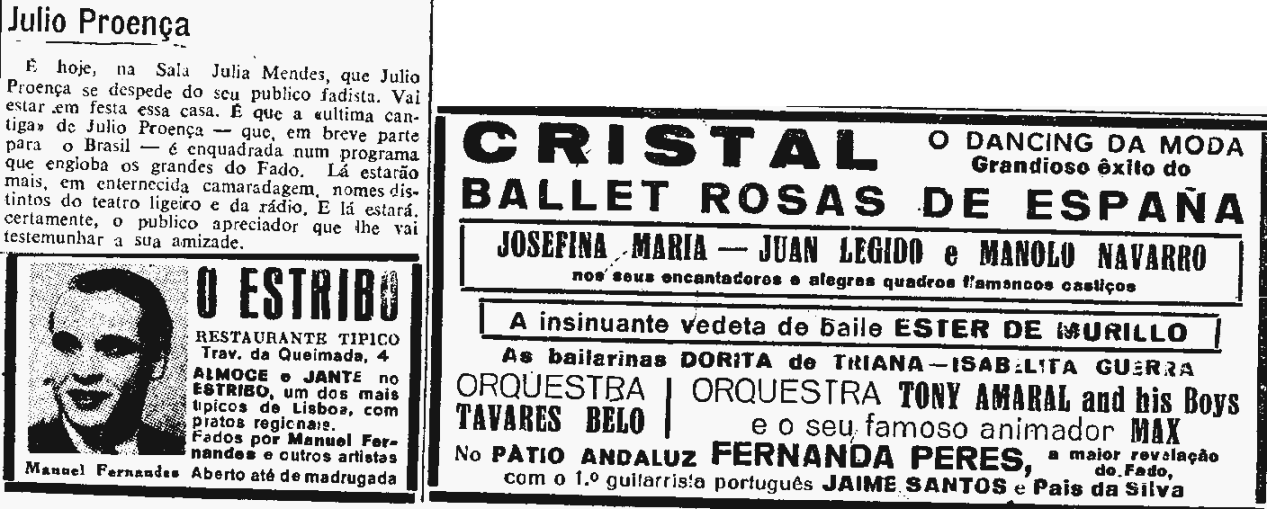 Julio Proença
É hoje, na Sala Julia Mendes, que Julio
Proença se despede do seu publico fadista. Vai
estar em festa essa casa. É que a «ultima can-
tiga» de Julio Proença — que, em breve parte
para o Brasil — é enquadrada num programa
que engloba os grandes do Fado. Lá estarão
mais, em enternecida camaradagem, nomes dis-
tintos do teatro ligeiro e da rádio. E lá estará,
certamente, o publico apreciador que lhe vai
testemunhar a sua amizade.
O ESTRIBO
RESTAURANTE TIPICO
Trav. da Queimada, 4
ALMOCE e JANTE no
ESTRIBO, um dos mais
tipicos de Lisboa, com
pratos regionais.
Fados por Manuel Fer-
nandes e outros artistas
Aberto até de madrugada
Manuel Fernandes
CRISTAL
O DANCING DA MODA
Grandioso êxito do
BALLET ROSAS DE ESPAÑA
JOSEFINA MARIA — JUAN LEGIDO e MANOLO NAVARRO
nos seus encantadores e alegres quadros flamencos castiços
A insinuante vedeta de baile ESTER DE MURILLO
As bailarinas DORITA de TRIANA — ISABELITA GUERRA
ORQUESTRA
TAVARES BELO
ORQUESTRA TONY AMARAL and his Boys
e o seu famoso animador MAX
No PÁTIO ANDALUZ FERNANDA PERES, a maior revelação
do Fado,
com o 1.º guitarrista português JAIME SANTOS e Pais da Silva